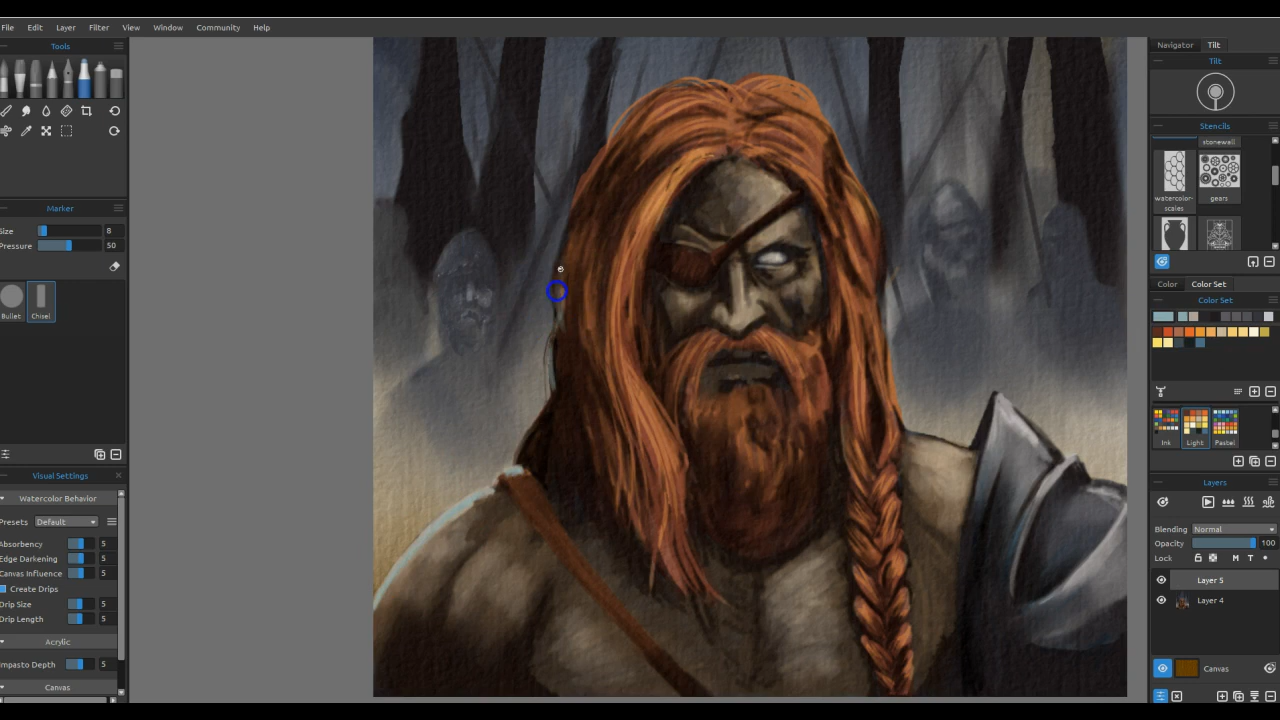 File Edit Layer Filter View Window Community Help
Tools
Marker
Size 8
Pressure 50
Bullet Chisel
Visual Settings
Watercolor Behavior
Presets Default
Absorbency 5
Edge Darkening 5
Canvas Influence 5
Create Drips
Drip Size 5
Drip Length 5
Acrylic
Impasto Depth 5
Canvas
Navigator Tilt
Tilt
Stencils
stonewall
watercolor-
scales
gears
Color Color Set
Color Set
Ink Light Pastel
Layers
Blending Normal
Opacity 100
Lock M T
Layer 5
Layer 4
Canvas